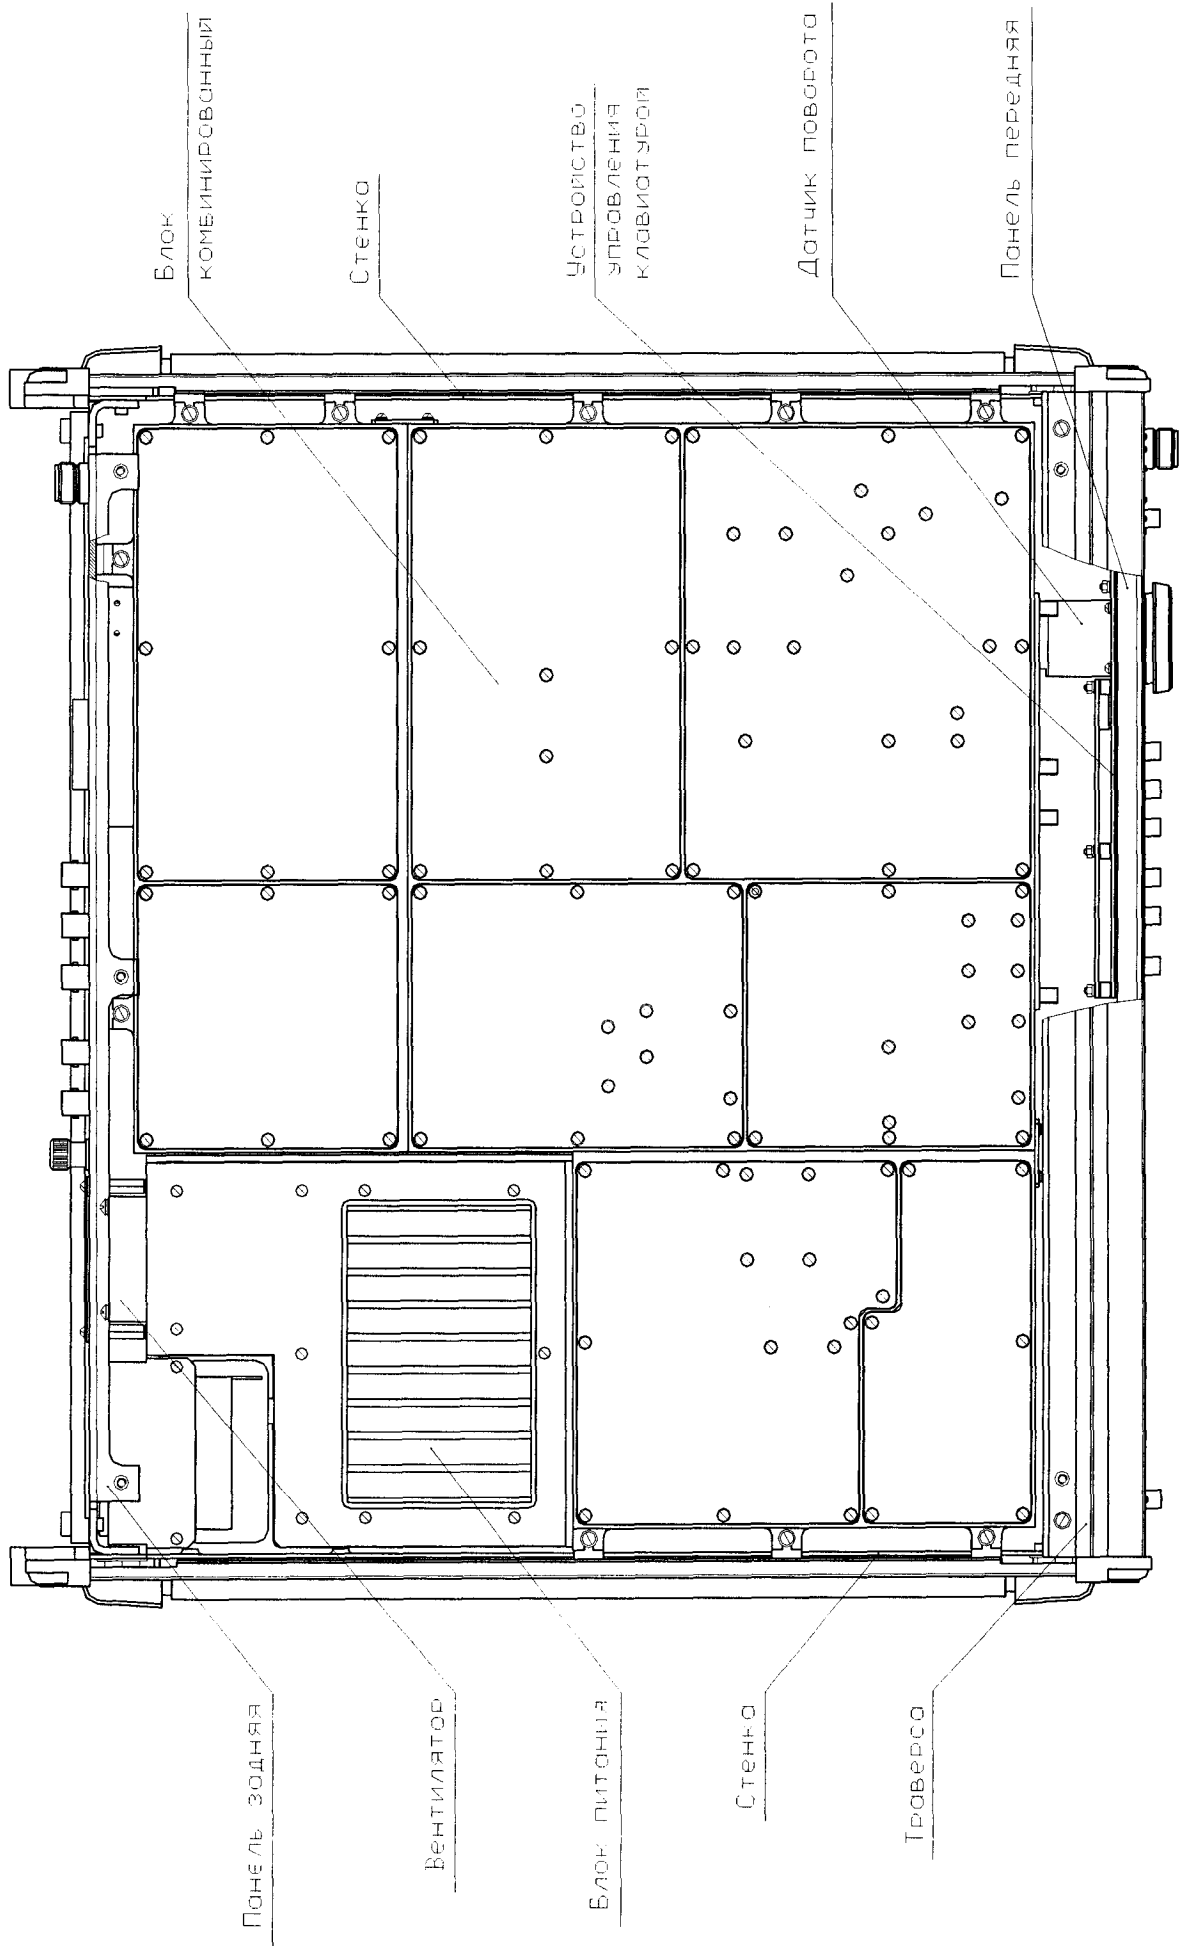 Блок
комбинированный
Стенка
Устройство
управления
клавиатурой
Датчик поворота
Панель передняя
Панель задняя
Вентилятор
Блок питания
Стенка
Траверса